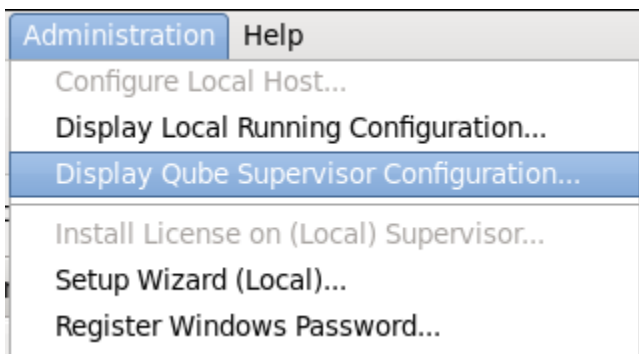 Administration Help
Configure Local Host...
Display Local Running Configuration...
Display Qube Supervisor Configuration...
Install License on (Local) Supervisor...
Setup Wizard (Local)...
Register Windows Password...